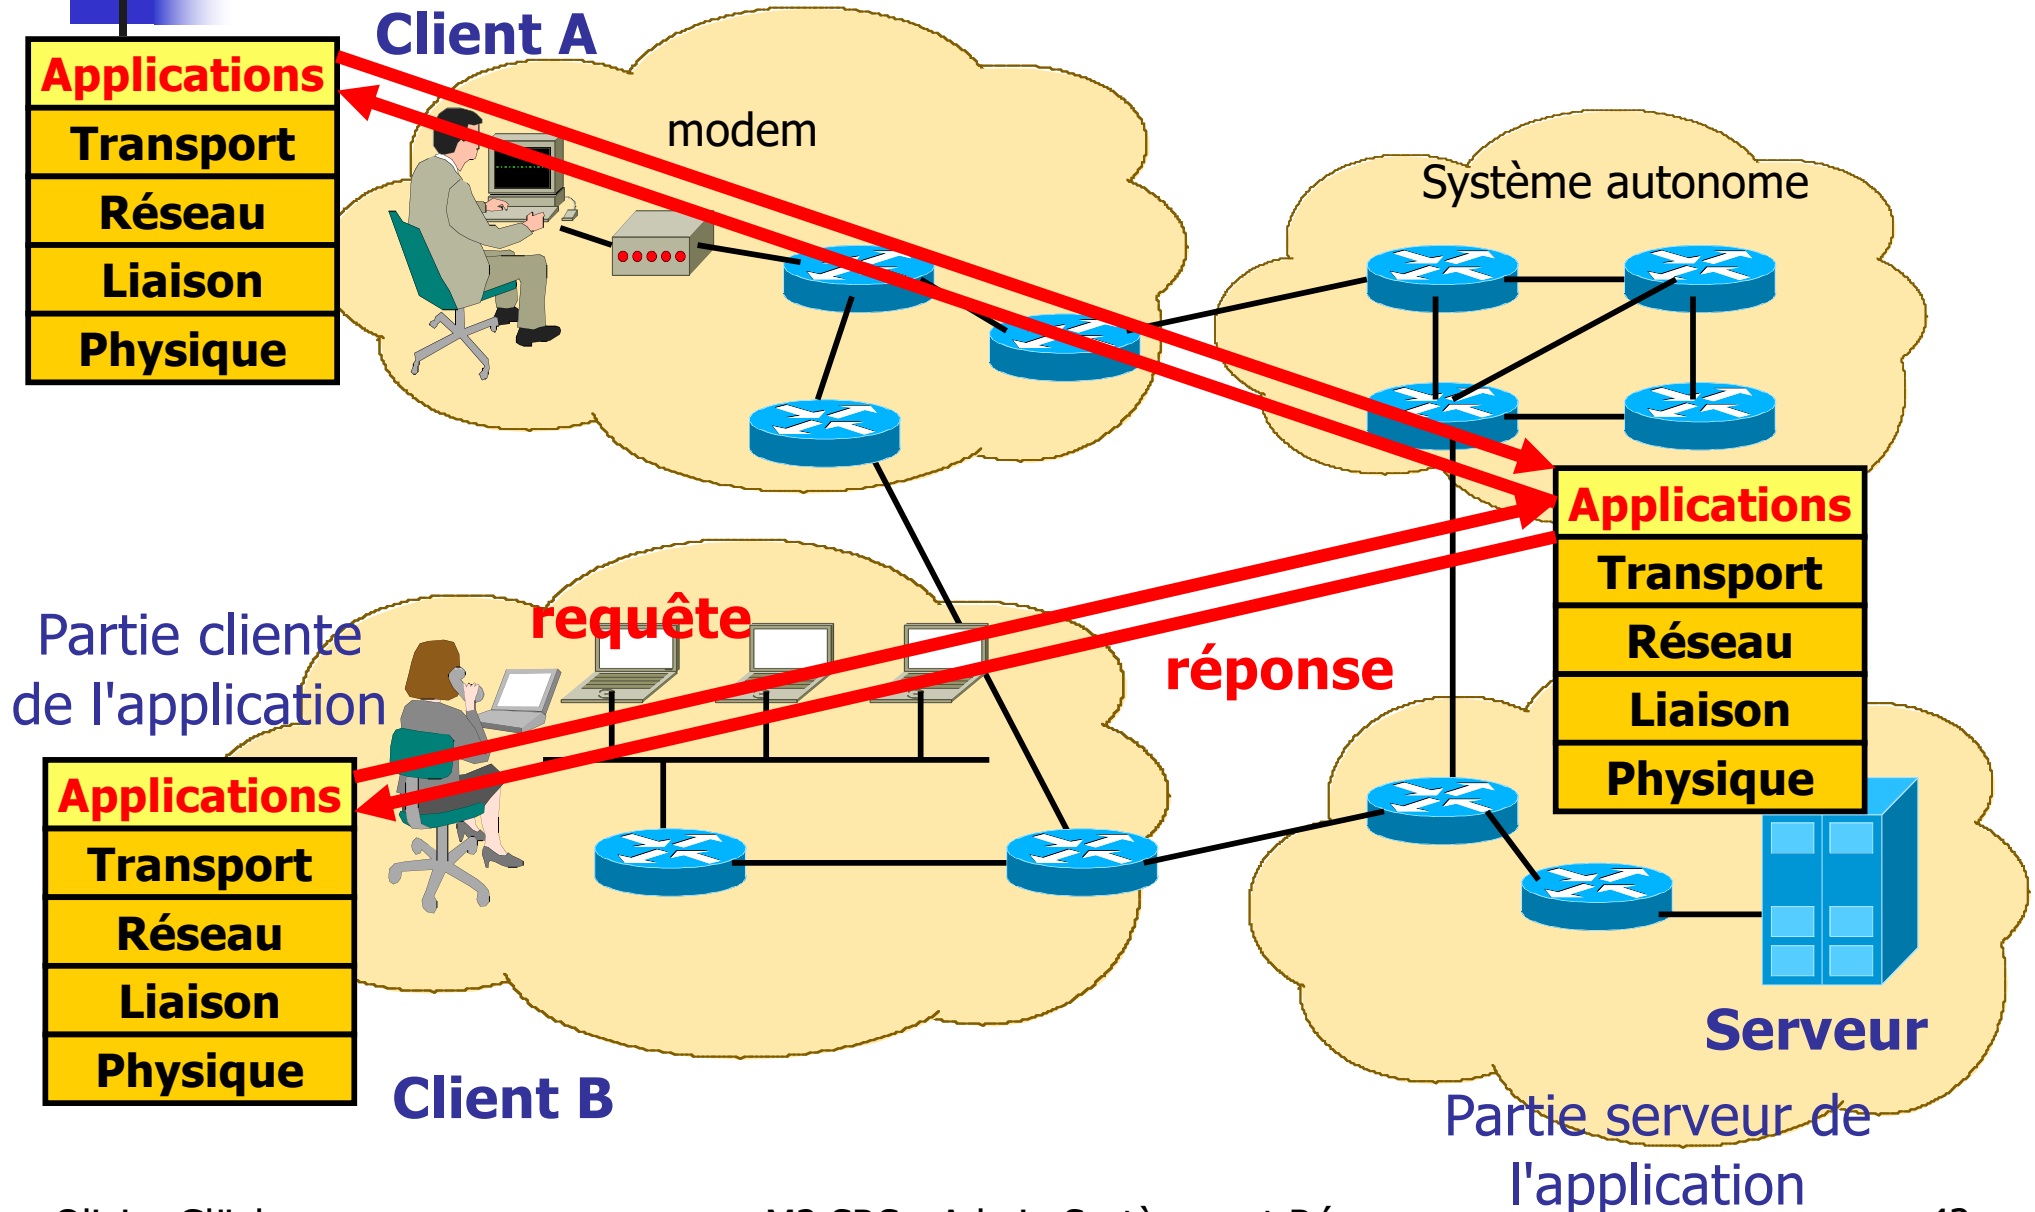 Client A
Applications
Transport
Réseau
Liaison
Physique
modem
Système autonome
Applications
Transport
Réseau
Liaison
Physique
requête
réponse
Partie cliente
de l'application
Applications
Transport
Réseau
Liaison
Physique
Client B
Serveur
Partie serveur de
l'application